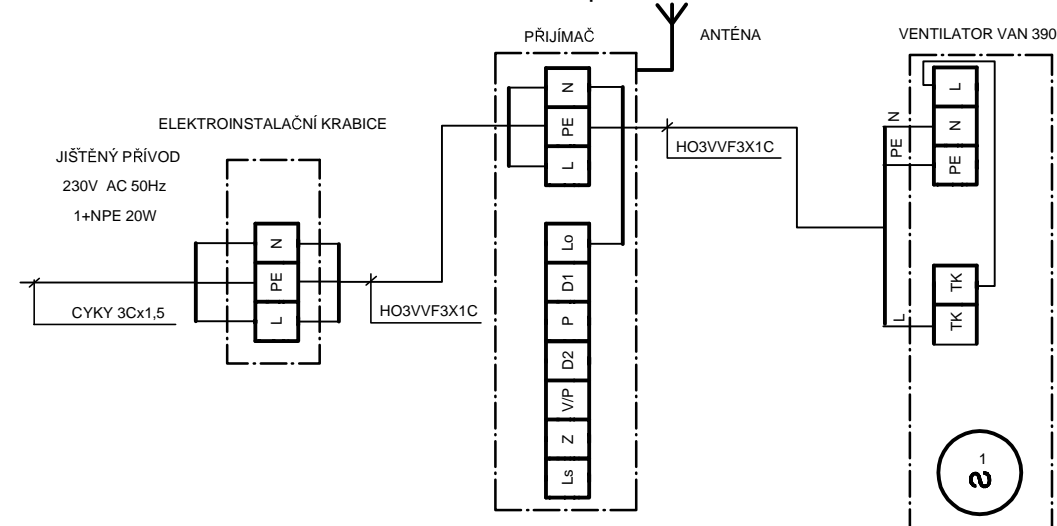 PŘIJÍMAČ
ANTÉNA
VENTILATOR VAN 390
ELEKTROINSTALAČNÍ KRABICE
JIŠTĚNÝ PŘÍVOD
230V AC 50Hz
1+NPE 20W
CYKY 3Cx1,5
N
PE
L
HO3VVF3X1C
N
PE
L
Lo
D1
P
D2
V/P
Z
Ls
HO3VVF3X1C
N
PE
L
L
N
PE
TK
TK
1